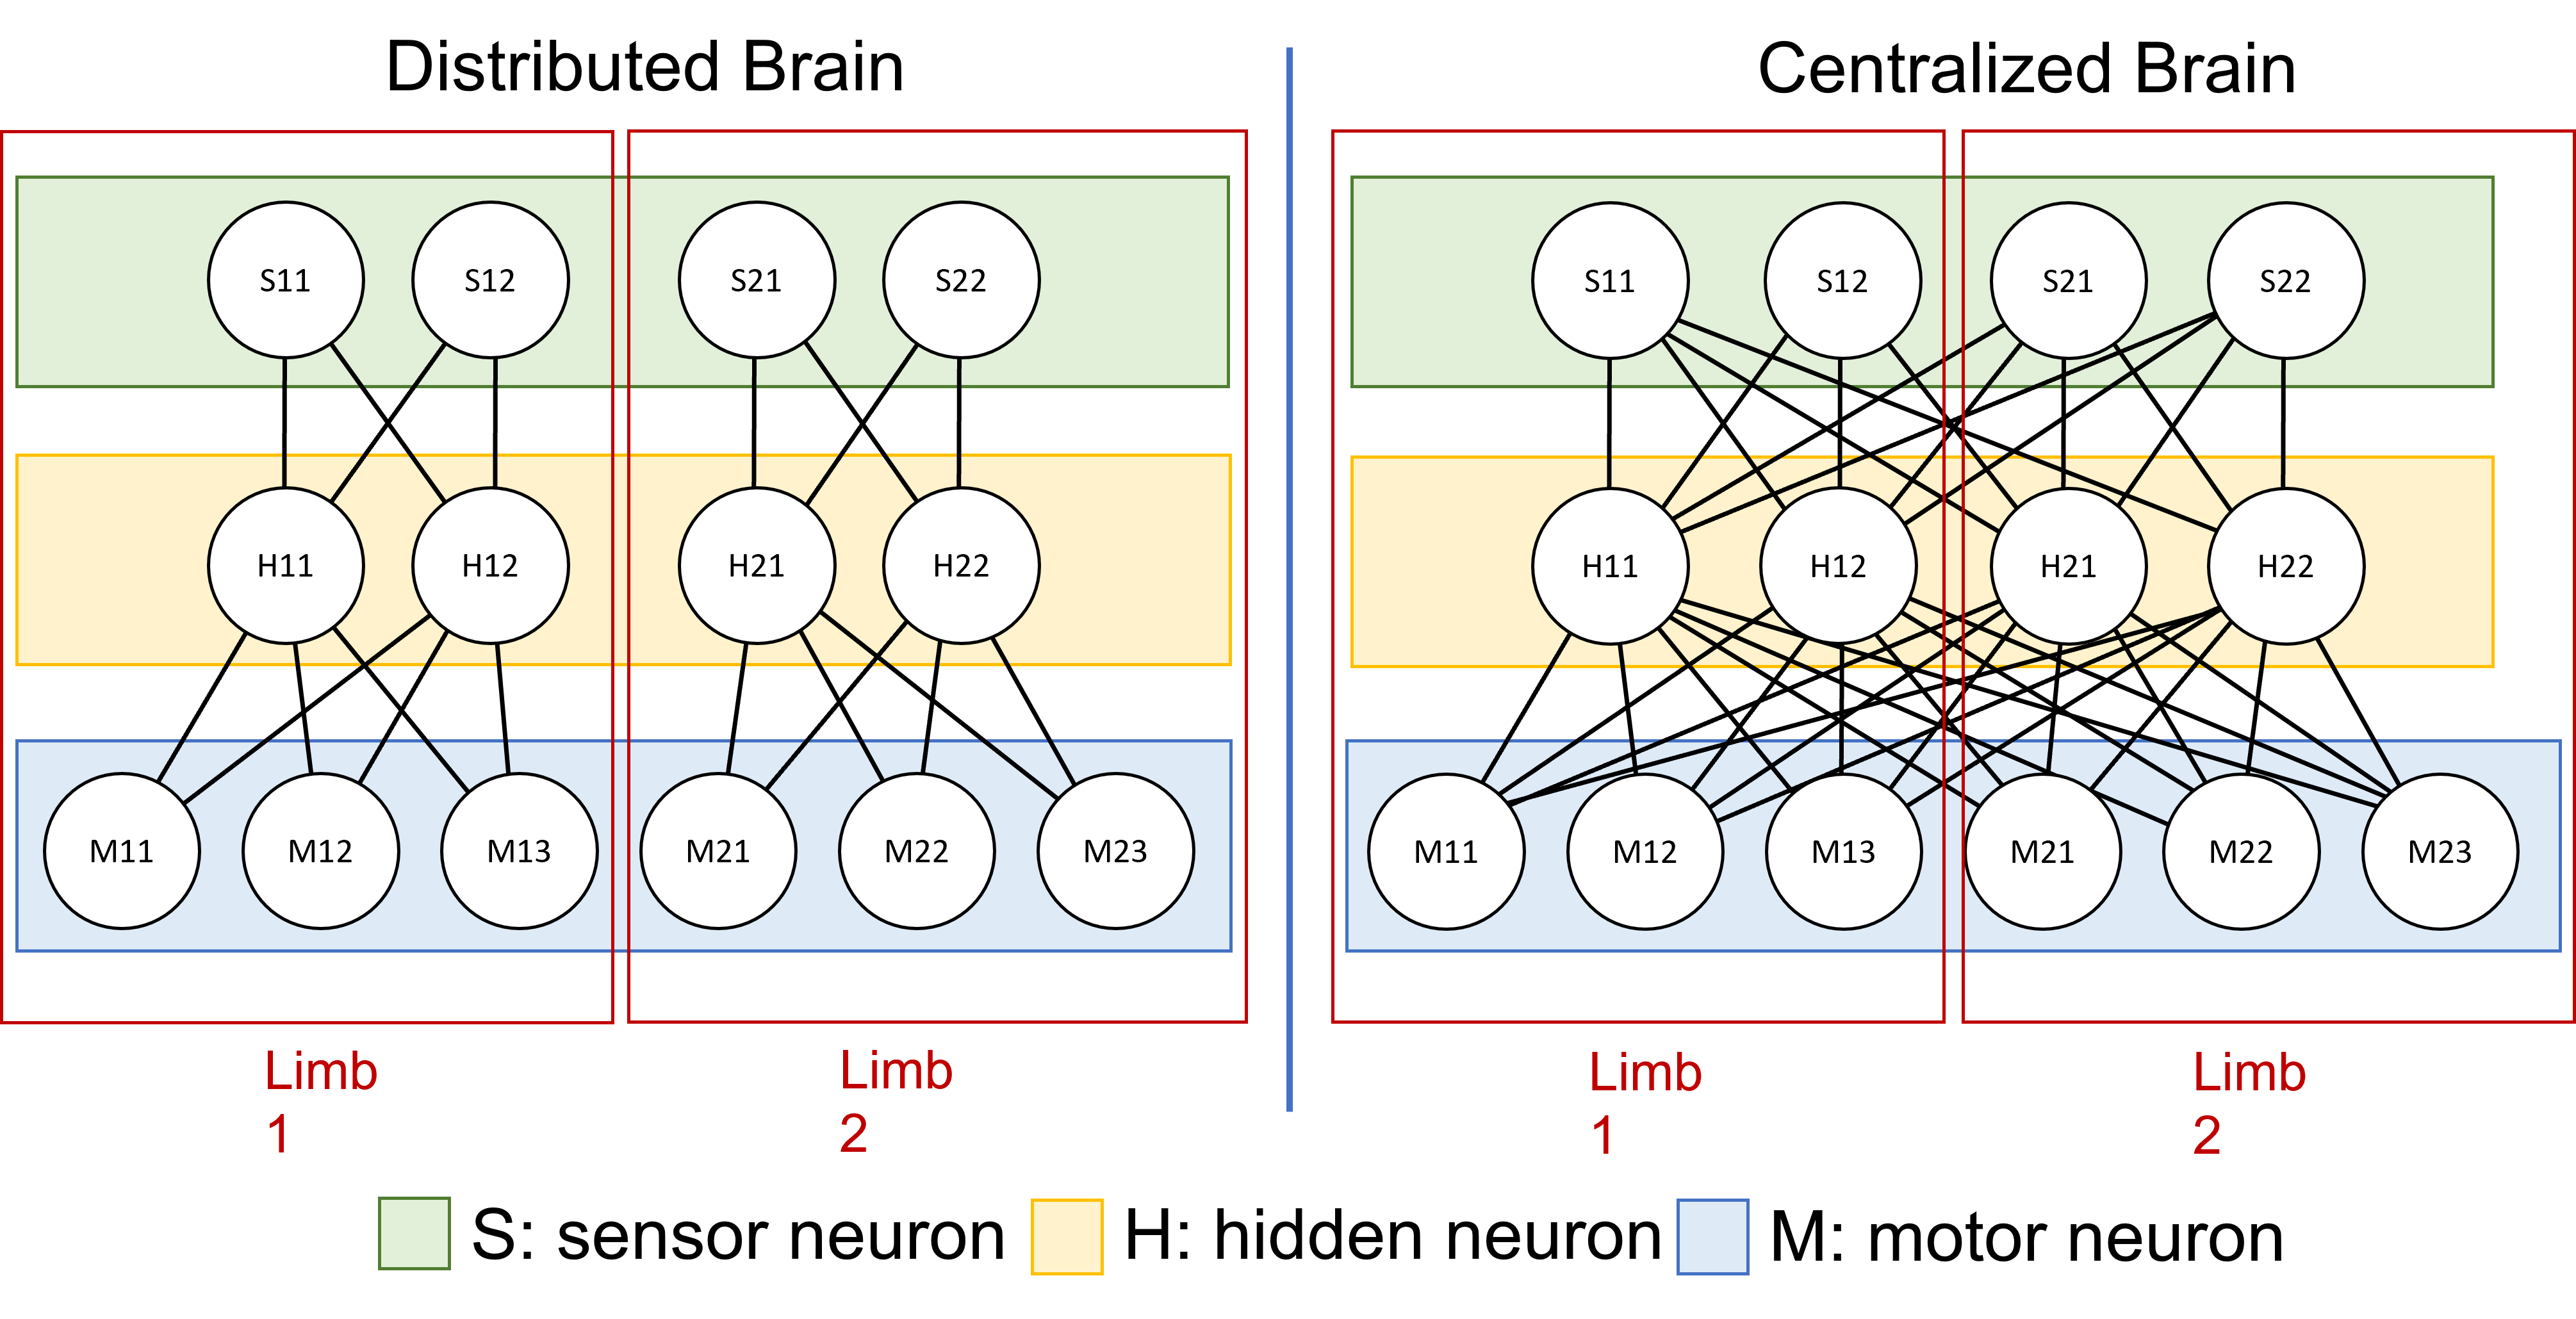 Distributed Brain
Centralized Brain
S11 S12 S21 S22
S11 S12 S21 S22
H11 H12 H21 H22
H11 H12 H21 H22
M11 M12 M13 M21 M22 M23
M11 M12 M13 M21 M22 M23
Limb
1
Limb
2
Limb
1
Limb
2
S: sensor neuron
H: hidden neuron
M: motor neuron